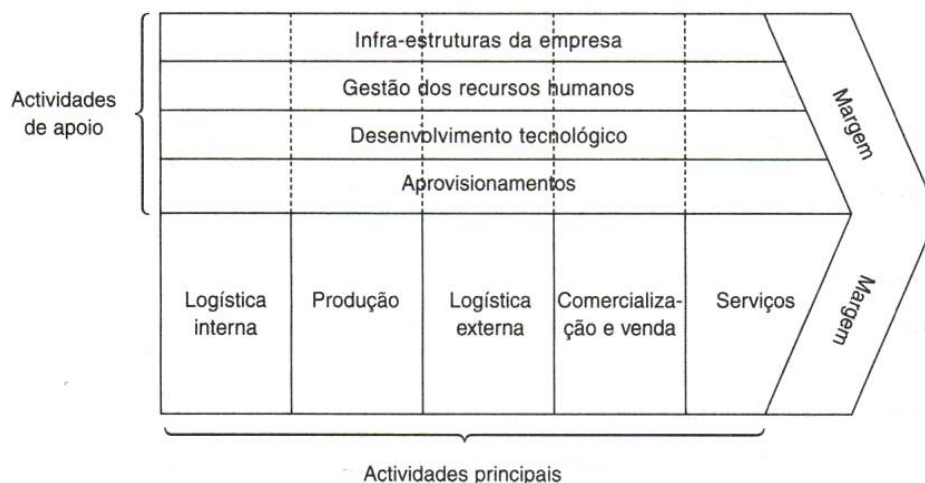 Infra-estruturas da empresa
Gestão dos recursos humanos
Actividades
de apoio
Desenvolvimento tecnológico
Aprovisionamentos
Margem
Logística
interna
Produção
Logística
externa
Comercializa-
ção e venda
Serviços
Margem
Actividades principais